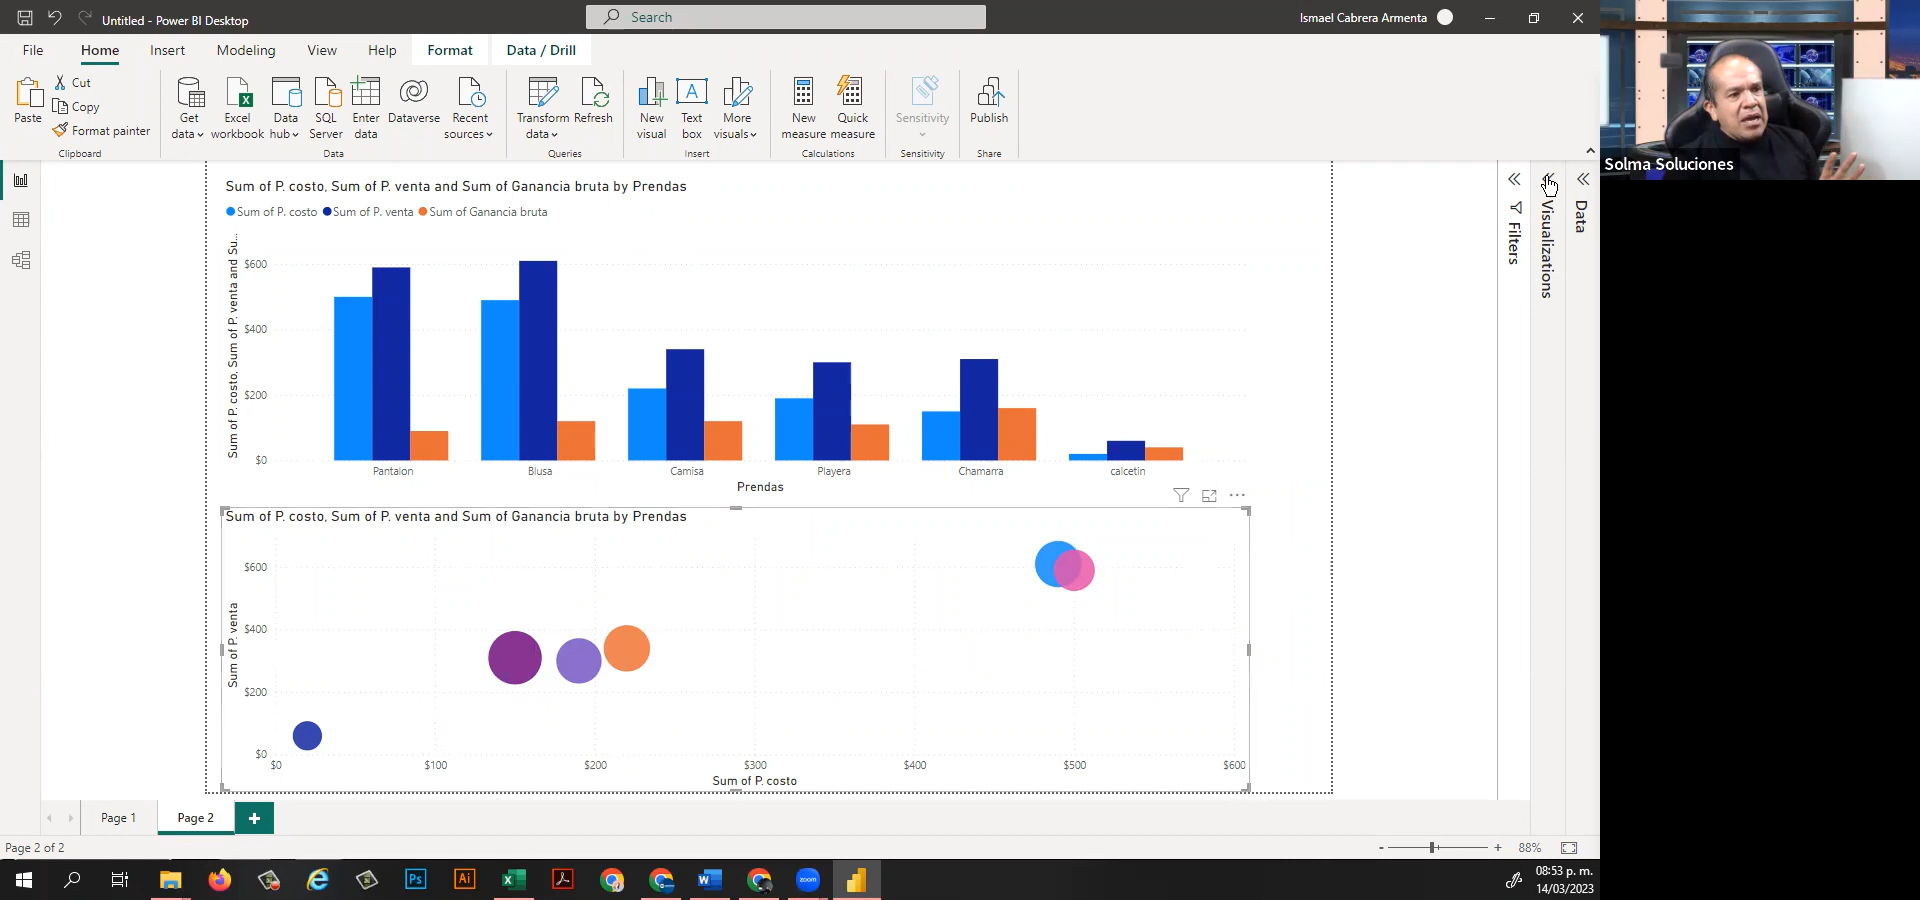 Untitled - Power BI Desktop
Search
Ismael Cabrera Armenta
File Home Insert Modeling View Help Format Data / Drill
Paste
Cut
Copy
Format painter
Clipboard
Get data
Excel workbook
Data hub
SQL Server
Enter data
Dataverse
Recent sources
Data
Transform data
Refresh
Queries
New visual
Text box
More visuals
Insert
New measure
Quick measure
Calculations
Sensitivity
Sensitivity
Publish
Share
Solma Soluciones
Filters
Visualizations
Data
Sum of P. costo, Sum of P. venta and Sum of Ganancia bruta by Prendas
Sum of P. costo Sum of P. venta Sum of Ganancia bruta
Sum of P. costo, Sum of P. venta and Su...
$600
$400
$200
$0
Pantalon Blusa Camisa Playera Chamarra calcetin
Prendas
Sum of P. costo, Sum of P. venta and Sum of Ganancia bruta by Prendas
Sum of P. venta
$600
$400
$200
$0
$0 $100 $200 $300 $400 $500 $600
Sum of P. costo
Page 1 Page 2 +
Page 2 of 2
- + 88%
Ps
Ai
zoom
08:53 p. m.
14/03/2023